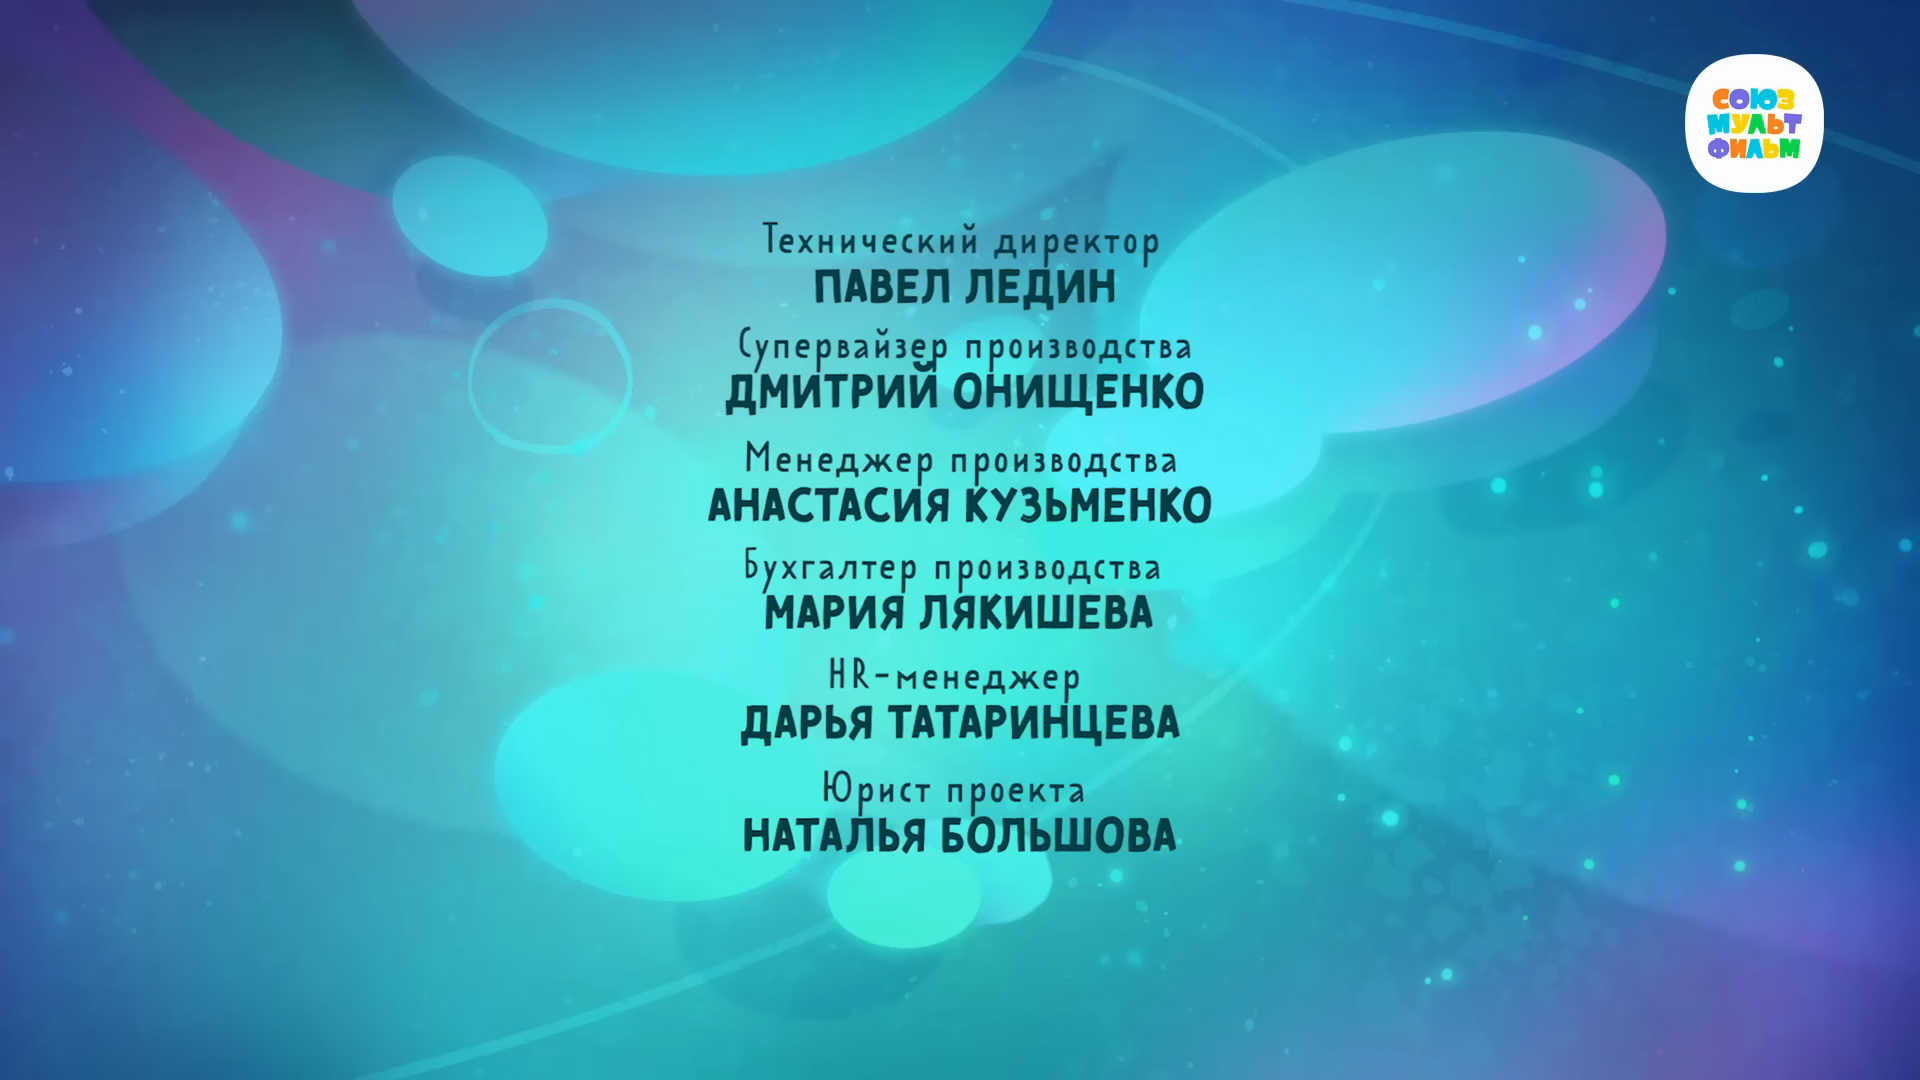 СОЮЗ
МУЛЬТ
ФИЛЬМ
Технический директор
ПАВЕЛ ЛЕДИН
Супервайзер производства
ДМИТРИЙ ОНИЩЕНКО
Менеджер производства
АНАСТАСИЯ КУЗЬМЕНКО
Бухгалтер производства
МАРИЯ ЛЯКИШЕВА
HR-менеджер
ДАРЬЯ ТАТАРИНЦЕВА
Юрист проекта
НАТАЛЬЯ БОЛЬШОВА